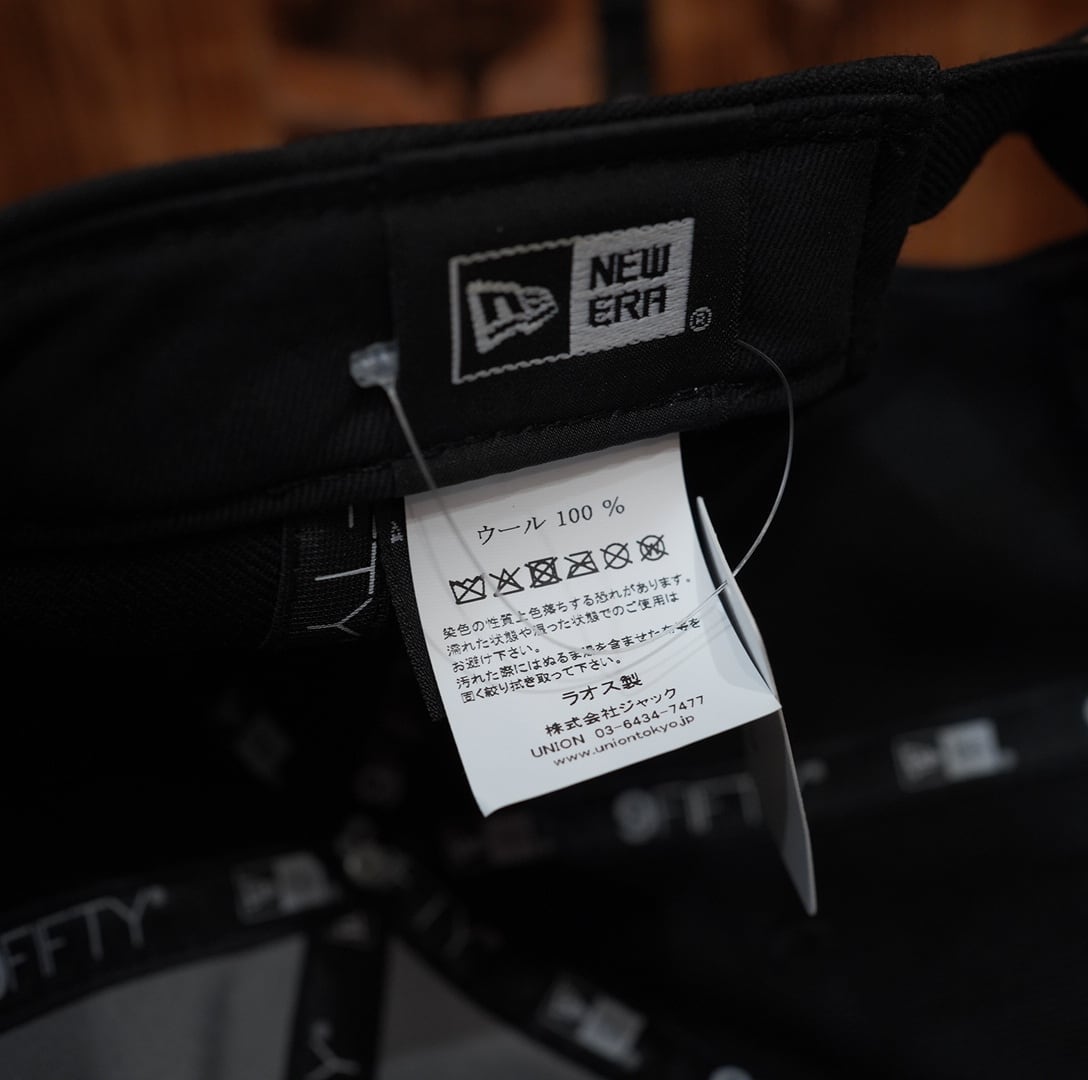 NEW
ERA
®
ウール 100 %
染色の性質上色落ちする恐れがあります。
濡れた状態や湿った状態でのご使用は
お避け下さい。
汚れた際にはぬるま湯を含ませた布等を
固く絞り拭き取って下さい。
ラオス製
株式会社ジャック
UNION 03-6434-7477
www.uniontokyo.jp
9FIFTY
FIFTY